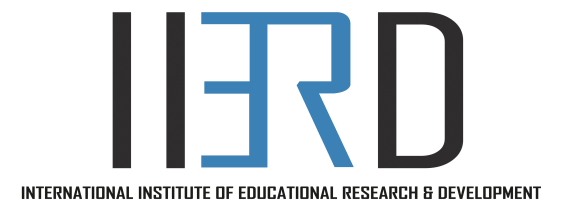 IIERD
INTERNATIONAL INSTITUTE OF EDUCATIONAL RESEARCH & DEVELOPMENT